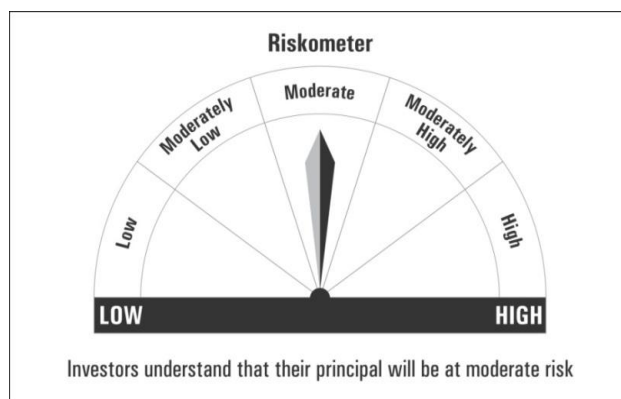 Riskometer
Moderate
Moderately
Low
Moderately
High
Low
High
LOW
HIGH
Investors understand that their principal will be at moderate risk